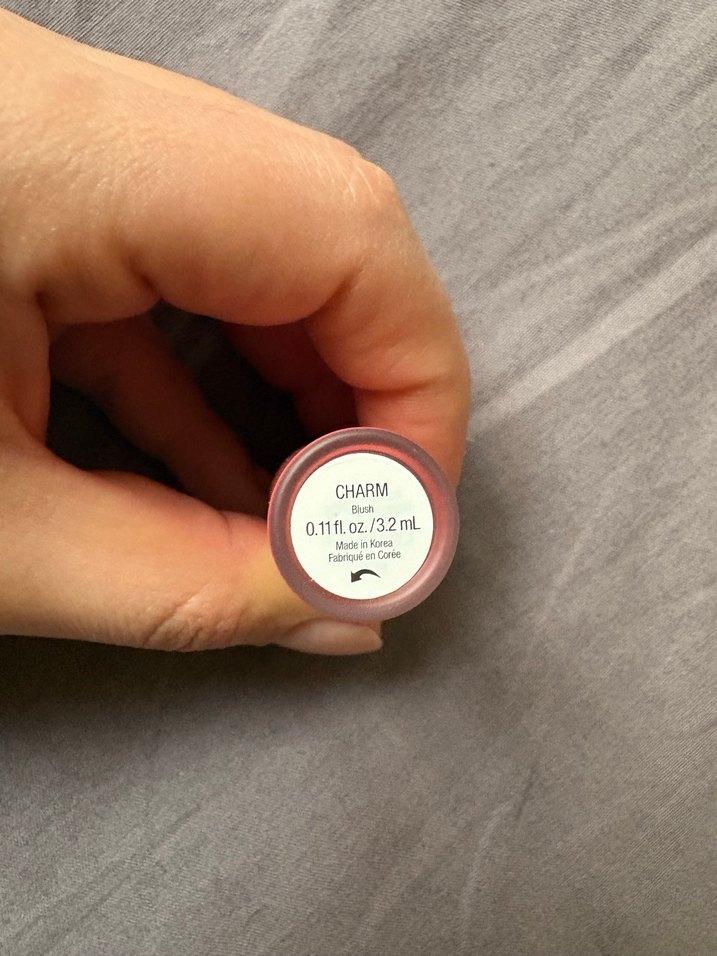 CHARM
Blush
0.11 fl. oz./3.2 mL
Made in Korea
Fabriqué en Corée